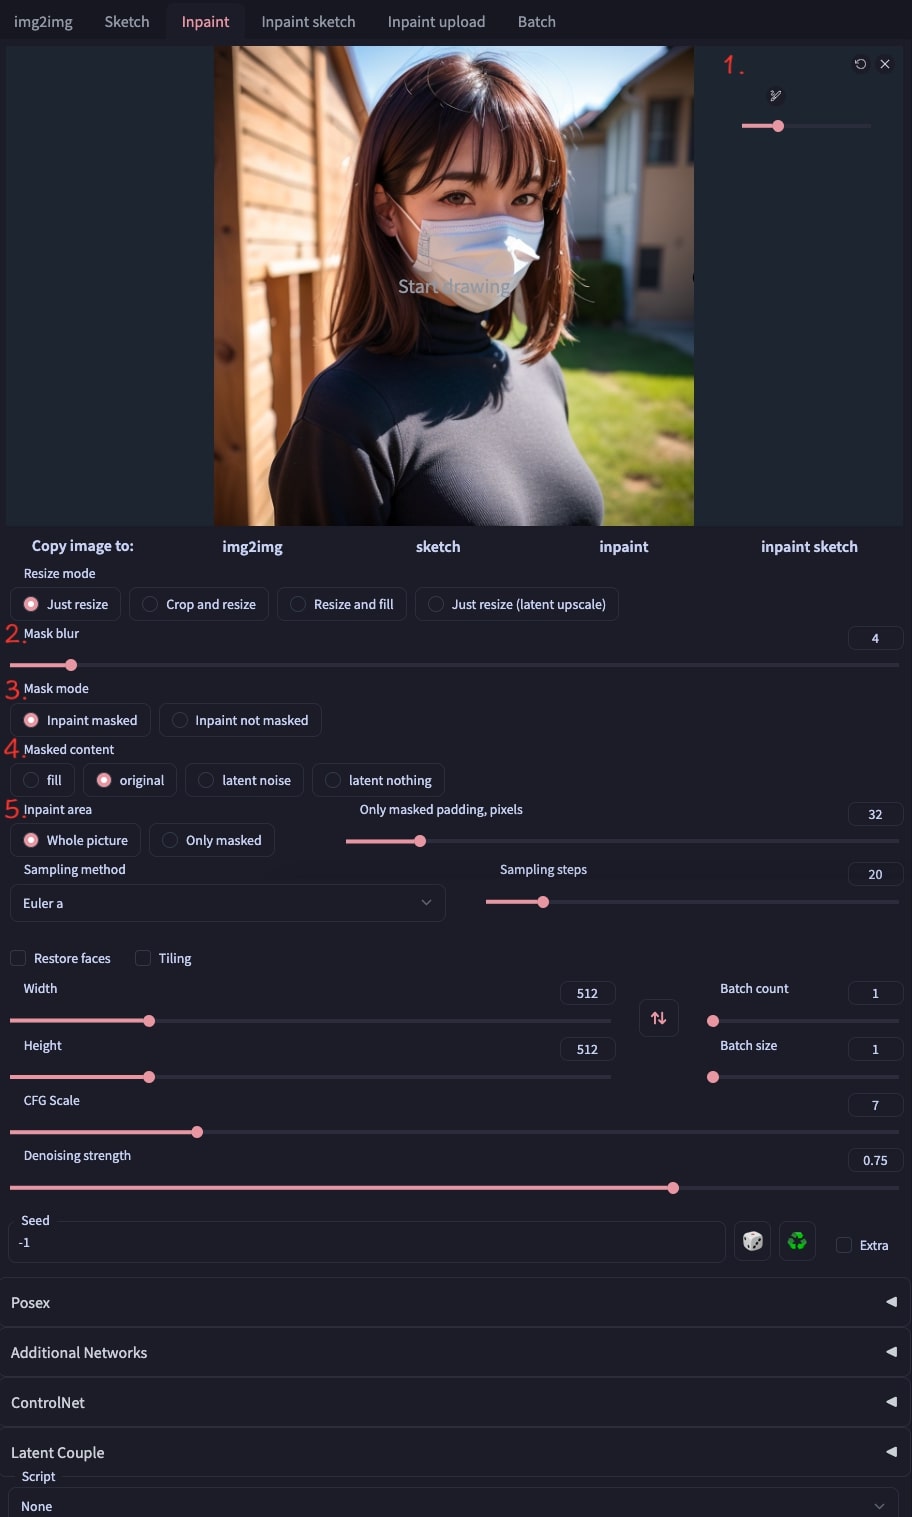 img2img Sketch Inpaint Inpaint sketch Inpaint upload Batch
1.
Start drawing
Copy image to: img2img sketch inpaint inpaint sketch
Resize mode
Just resize Crop and resize Resize and fill Just resize (latent upscale)
2. Mask blur 4
3. Mask mode
Inpaint masked Inpaint not masked
4. Masked content
fill original latent noise latent nothing
5. Inpaint area Only masked padding, pixels 32
Whole picture Only masked
Sampling method Sampling steps 20
Euler a
Restore faces Tiling
Width 512 Batch count 1
Height 512 Batch size 1
CFG Scale 7
Denoising strength 0.75
Seed
-1 Extra
Posex
Additional Networks
ControlNet
Latent Couple
Script
None